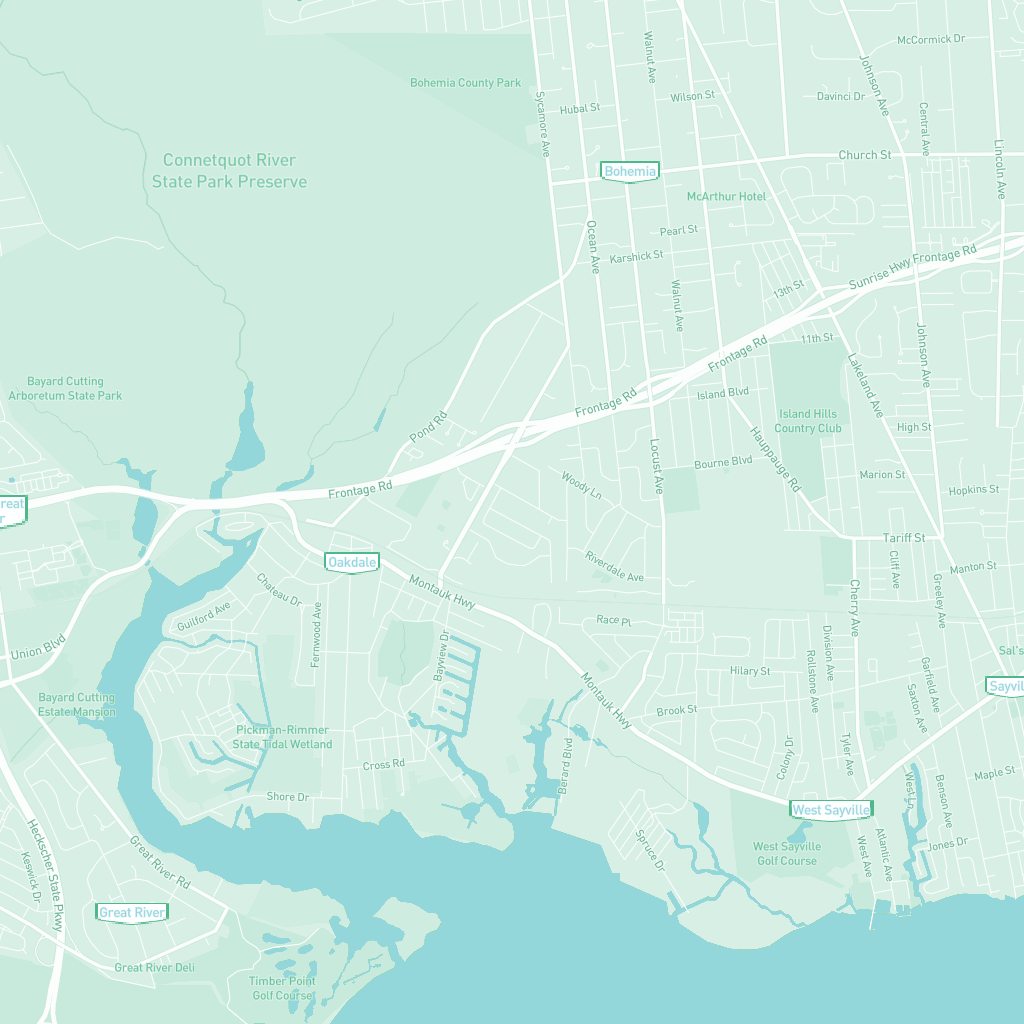 McCormick Dr
Walnut Ave
Johnson Ave
Bohemia County Park
Davinci Dr
Wilson St
Sycamore Ave
Hubal St
Central Ave
Lincoln Ave
Church St
Connetquot River
State Park Preserve
Bohemia
McArthur Hotel
Pearl St
Ocean Ave
Karshick St
Sunrise Hwy Frontage Rd
13th St
Walnut Ave
11th St
Frontage Rd
Johnson Ave
Lakeland Ave
Bayard Cutting
Arboretum State Park
Island Blvd
Frontage Rd
Island Hills
Country Club
High St
Pond Rd
Hauppauge Rd
Locust Ave
Bourne Blvd
Marion St
Woody Ln
Frontage Rd
Hopkins St
Great
r
Tariff St
Oakdale
Riverdale Ave
Cliff Ave
Manton St
Chateau Dr
Montauk Hwy
Greeley Ave
Guilford Ave
Cherry Ave
Race Pl
Fernwood Ave
Union Blvd
Bayview Dr
Division Ave
Rollstone Ave
Hilary St
Sal's
Garfield Ave
Sayvil
Bayard Cutting
Estate Mansion
Montauk Hwy
Saxton Ave
Brook St
Pickman-Rimmer
State Tidal Wetland
Berard Blvd
Colony Dr
Tyler Ave
Cross Rd
Maple St
West Ln
Benson Ave
Shore Dr
West Sayville
Heckscher State Pkwy
Great River Rd
Spruce Dr
West Sayville
Golf Course
West Ave
Atlantic Ave
Jones Dr
Keswick Dr
Great River
Great River Deli
Timber Point
Golf Course